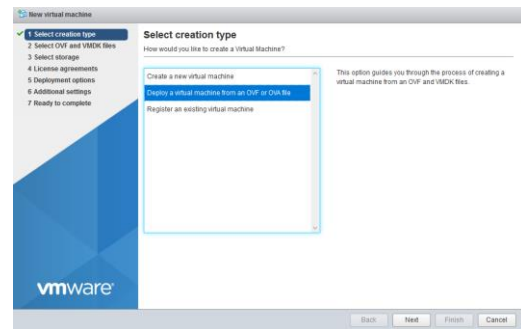 New virtual machine
1 Select creation type
2 Select OVF and VMDK files
3 Select storage
4 License agreements
5 Deployment options
6 Additional settings
7 Ready to complete
Select creation type
How would you like to create a Virtual Machine?
Create a new virtual machine
Deploy a virtual machine from an OVF or OVA file
Register an existing virtual machine
This option guides you through the process of creating a
virtual machine from an OVF and VMDK files.
vmware
Back Next Finish Cancel